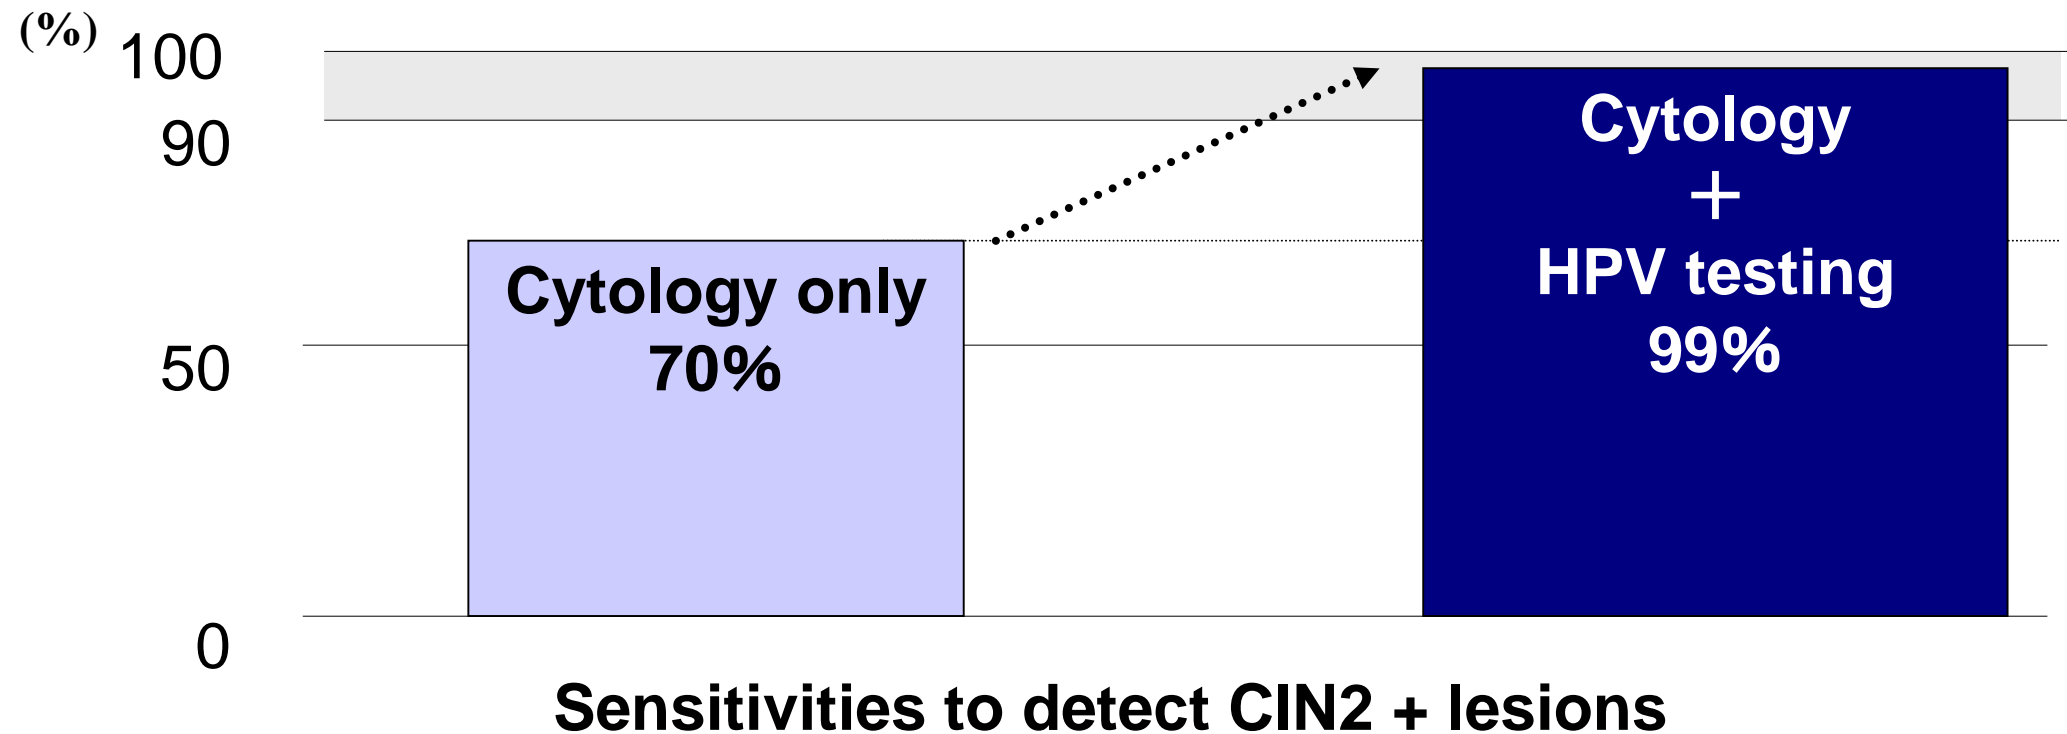 (%)
100
90
50
0
Cytology only
70%
Cytology
+
HPV testing
99%
Sensitivities to detect CIN2 + lesions